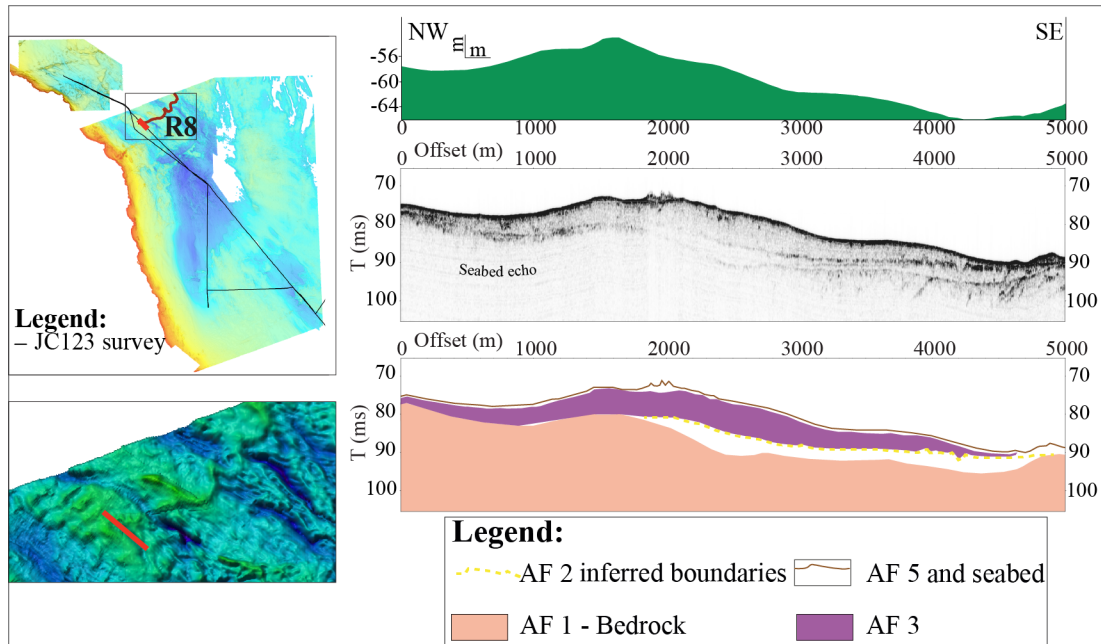 R8
Legend:
– JC123 survey
NW
SE
m
m
-56
-60
-64
0 1000 2000 3000 4000 5000
0 1000 2000 3000 4000 5000
Offset (m)
70 70
80 80
T (ms)
90 90
100 100
Seabed echo
0 1000 2000 3000 4000 5000
Offset (m)
70 70
80 80
T (ms)
90 90
100 100
Legend:
AF 2 inferred boundaries
AF 5 and seabed
AF 1 - Bedrock
AF 3